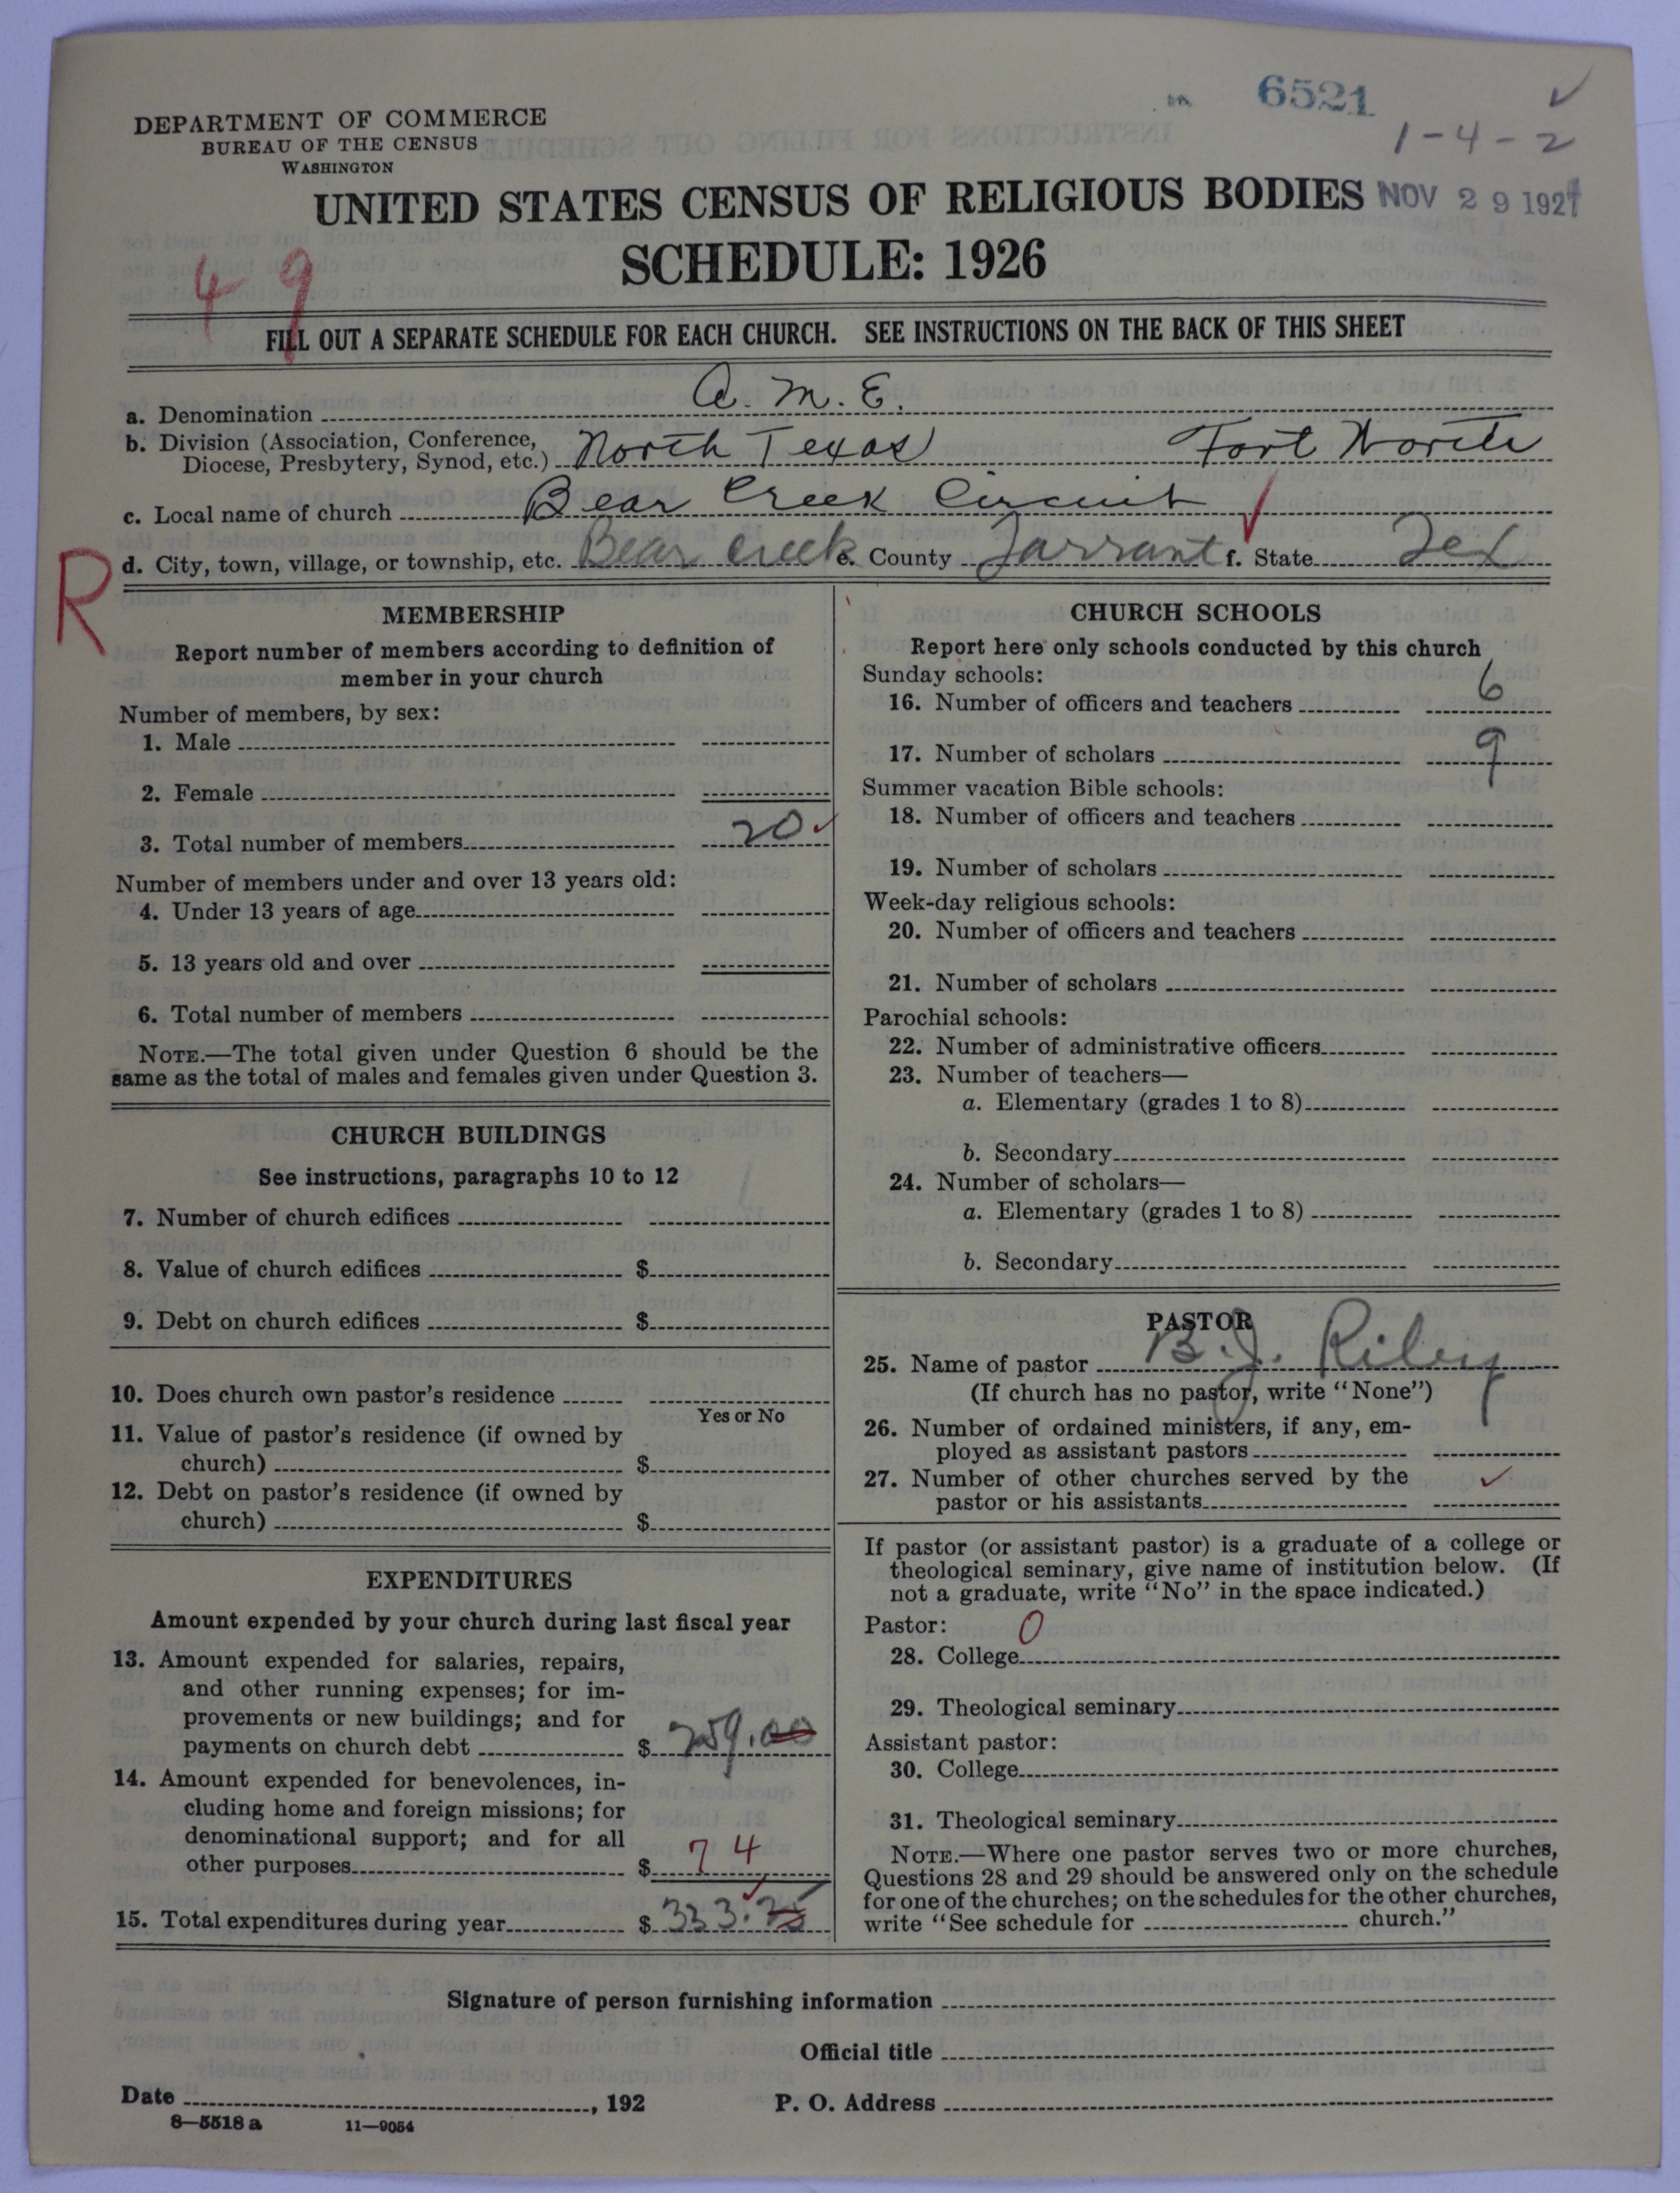 6521
1-4-2
DEPARTMENT OF COMMERCE
BUREAU OF THE CENSUS
WASHINGTON
UNITED STATES CENSUS OF RELIGIOUS BODIES NOV 29 1927
SCHEDULE: 1926
49
FILL OUT A SEPARATE SCHEDULE FOR EACH CHURCH. SEE INSTRUCTIONS ON THE BACK OF THIS SHEET
a. Denomination A. M. E.
b. Division (Association, Conference,
Diocese, Presbytery, Synod, etc.) North Texas Fort Worth
c. Local name of church Bear Creek Circuit
R
d. City, town, village, or township, etc. Bear Creek e. County Tarrant f. State Tex
MEMBERSHIP
Report number of members according to definition of
member in your church
Number of members, by sex:
1. Male
2. Female
3. Total number of members 20
Number of members under and over 13 years old:
4. Under 13 years of age
5. 13 years old and over
6. Total number of members
NOTE.—The total given under Question 6 should be the
same as the total of males and females given under Question 3.
CHURCH BUILDINGS
See instructions, paragraphs 10 to 12
7. Number of church edifices
8. Value of church edifices $
9. Debt on church edifices $
10. Does church own pastor's residence
Yes or No
11. Value of pastor's residence (if owned by
church) $
12. Debt on pastor's residence (if owned by
church) $
EXPENDITURES
Amount expended by your church during last fiscal year
13. Amount expended for salaries, repairs,
and other running expenses; for im-
provements or new buildings; and for
payments on church debt $ 259.00
14. Amount expended for benevolences, in-
cluding home and foreign missions; for
denominational support; and for all
other purposes $ 74
15. Total expenditures during year $ 333.75
CHURCH SCHOOLS
Report here only schools conducted by this church
Sunday schools:
16. Number of officers and teachers 6
17. Number of scholars 9
Summer vacation Bible schools:
18. Number of officers and teachers
19. Number of scholars
Week-day religious schools:
20. Number of officers and teachers
21. Number of scholars
Parochial schools:
22. Number of administrative officers
23. Number of teachers—
a. Elementary (grades 1 to 8)
b. Secondary
24. Number of scholars—
a. Elementary (grades 1 to 8)
b. Secondary
PASTOR
25. Name of pastor B. J. Riley
(If church has no pastor, write "None")
26. Number of ordained ministers, if any, em-
ployed as assistant pastors
27. Number of other churches served by the
pastor or his assistants
If pastor (or assistant pastor) is a graduate of a college or
theological seminary, give name of institution below. (If
not a graduate, write "No" in the space indicated.)
Pastor: 0
28. College
29. Theological seminary
Assistant pastor:
30. College
31. Theological seminary
NOTE.—Where one pastor serves two or more churches,
Questions 28 and 29 should be answered only on the schedule
for one of the churches; on the schedules for the other churches,
write "See schedule for church."
Signature of person furnishing information
Official title
Date , 192 P. O. Address
8—5518 a 11—9054